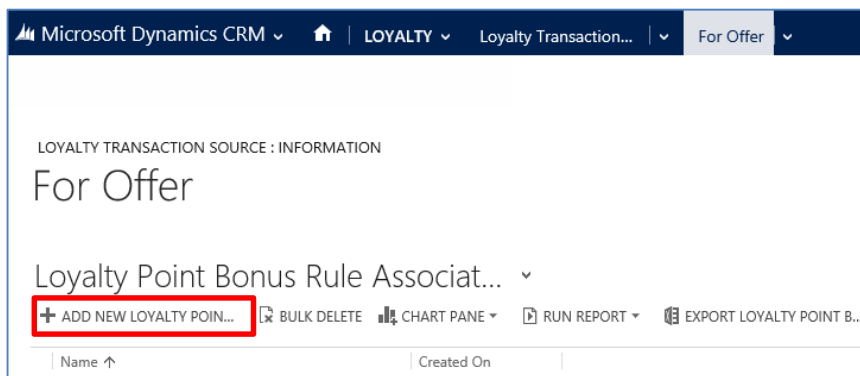 Microsoft Dynamics CRM LOYALTY Loyalty Transaction... For Offer
LOYALTY TRANSACTION SOURCE : INFORMATION
For Offer
Loyalty Point Bonus Rule Associat...
ADD NEW LOYALTY POIN... BULK DELETE CHART PANE RUN REPORT EXPORT LOYALTY POINT B...
Name Created On